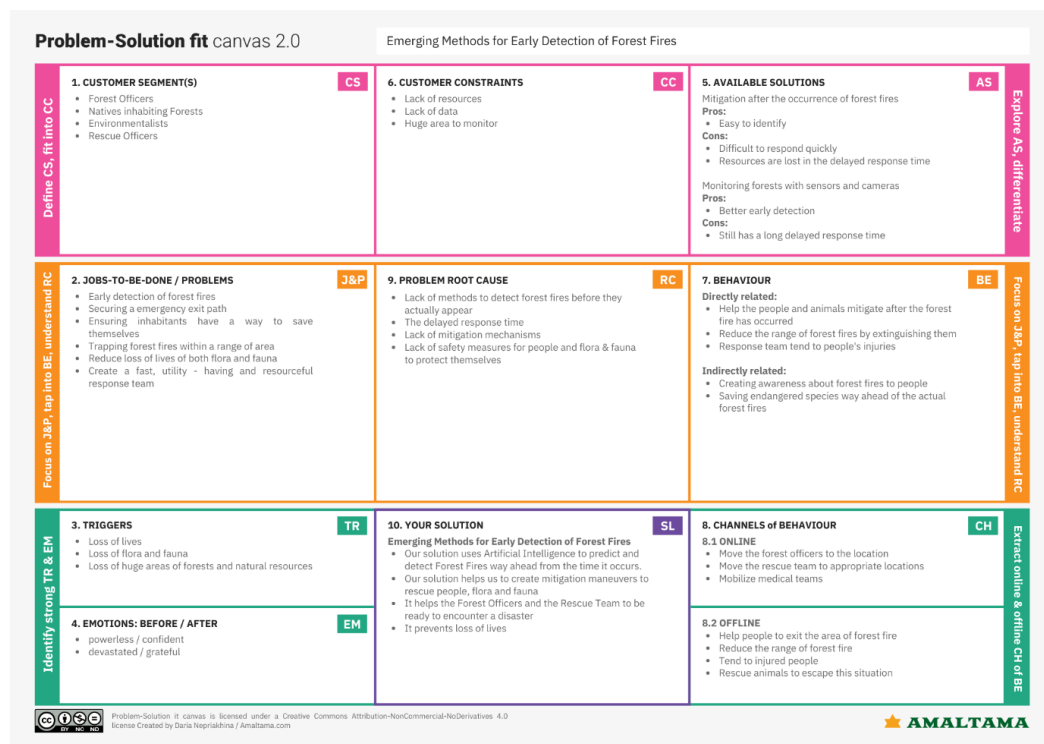 Problem-Solution fit canvas 2.0
Emerging Methods for Early Detection of Forest Fires
Define CS, fit into CC
1. CUSTOMER SEGMENT(S)
CS
• Forest Officers
• Natives inhabiting Forests
• Environmentalists
• Rescue Officers
6. CUSTOMER CONSTRAINTS
CC
• Lack of resources
• Lack of data
• Huge area to monitor
5. AVAILABLE SOLUTIONS
AS
Mitigation after the occurrence of forest fires
Pros:
• Easy to identify
Cons:
• Difficult to respond quickly
• Resources are lost in the delayed response time
Monitoring forests with sensors and cameras
Pros:
• Better early detection
Cons:
• Still has a long delayed response time
Explore AS, differentiate
Focus on J&P, tap into BE, understand RC
2. JOBS-TO-BE-DONE / PROBLEMS
J&P
• Early detection of forest fires
• Securing a emergency exit path
• Ensuring inhabitants have a way to save
themselves
• Trapping forest fires within a range of area
• Reduce loss of lives of both flora and fauna
• Create a fast, utility - having and resourceful
response team
9. PROBLEM ROOT CAUSE
RC
• Lack of methods to detect forest fires before they
actually appear
• The delayed response time
• Lack of mitigation mechanisms
• Lack of safety measures for people and flora & fauna
to protect themselves
7. BEHAVIOUR
BE
Directly related:
• Help the people and animals mitigate after the forest
fire has occurred
• Reduce the range of forest fires by extinguishing them
• Response team tend to people's injuries
Indirectly related:
• Creating awareness about forest fires to people
• Saving endangered species way ahead of the actual
forest fires
Focus on J&P, tap into BE, understand RC
Identify strong TR & EM
3. TRIGGERS
TR
• Loss of lives
• Loss of flora and fauna
• Loss of huge areas of forests and natural resources
4. EMOTIONS: BEFORE / AFTER
EM
• powerless / confident
• devastated / grateful
10. YOUR SOLUTION
SL
Emerging Methods for Early Detection of Forest Fires
• Our solution uses Artificial Intelligence to predict and
detect Forest Fires way ahead from the time it occurs.
• Our solution helps us to create mitigation maneuvers to
rescue people, flora and fauna
• It helps the Forest Officers and the Rescue Team to be
ready to encounter a disaster
• It prevents loss of lives
8. CHANNELS of BEHAVIOUR
CH
8.1 ONLINE
• Move the forest officers to the location
• Move the rescue team to appropriate locations
• Mobilize medical teams
8.2 OFFLINE
• Help people to exit the area of forest fire
• Reduce the range of forest fire
• Tend to injured people
• Rescue animals to escape this situation
Extract online & offline CH of BE
cc
BY NC ND
Problem-Solution it canvas is licensed under a Creative Commons Attribution-NonCommercial-NoDerivatives 4.0
license Created by Daria Nepriakhina / Amaltama.com
AMALTAMA